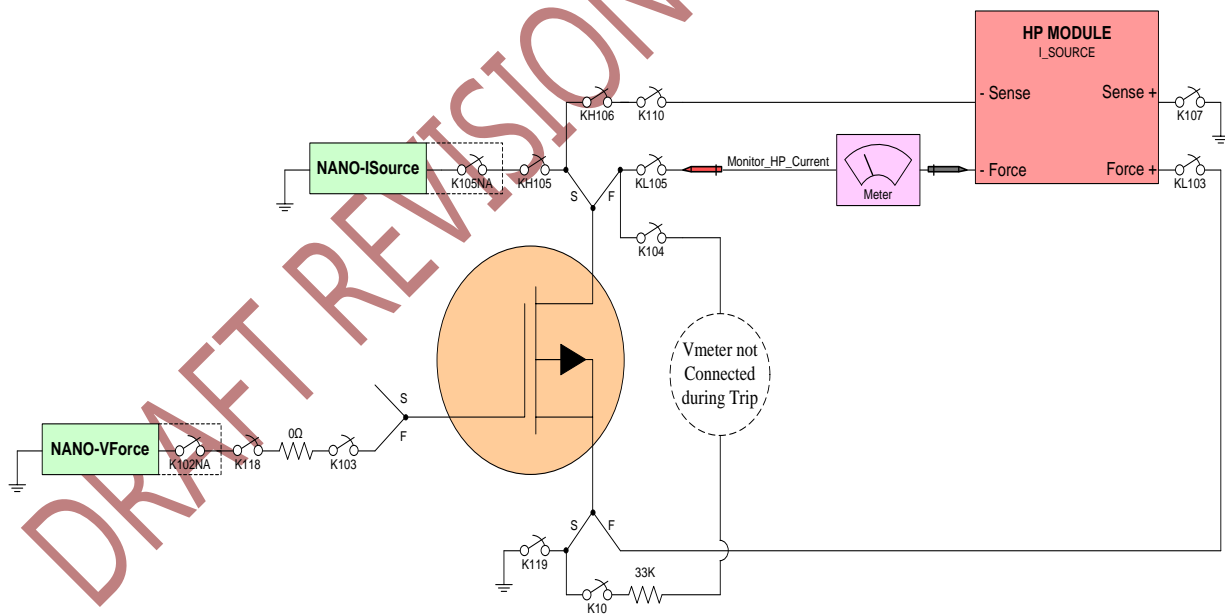 DRAFT REVISION
HP MODULE
I_SOURCE
- Sense
Sense +
K107
KH106
K110
NANO-ISource
K105NA
KH105
S
F
KL105
Monitor_HP_Current
Meter
- Force
Force +
KL103
K104
Vmeter not
Connected
during Trip
S
F
NANO-VForce
K102NA
K118
0Ω
K103
S
F
K119
K10
33K